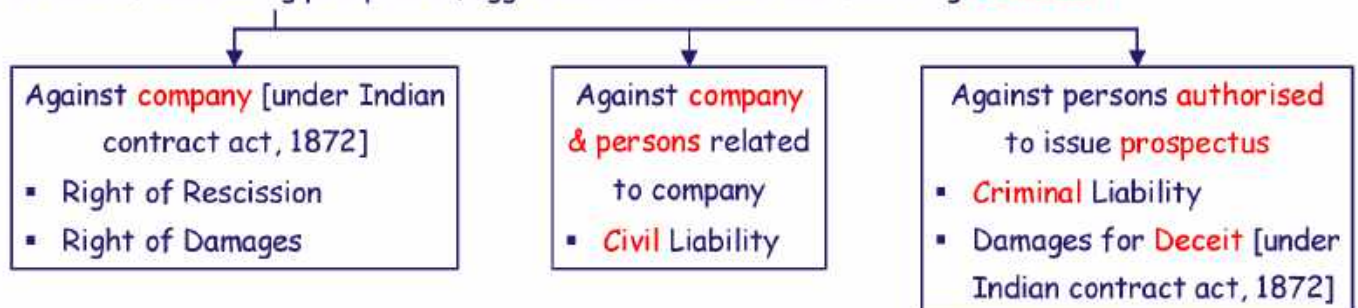 Against company [under Indian
contract act, 1872]
▪ Right of Rescission
▪ Right of Damages
Against company
& persons related
to company
▪ Civil Liability
Against persons authorised
to issue prospectus
▪ Criminal Liability
▪ Damages for Deceit [under
Indian contract act, 1872]